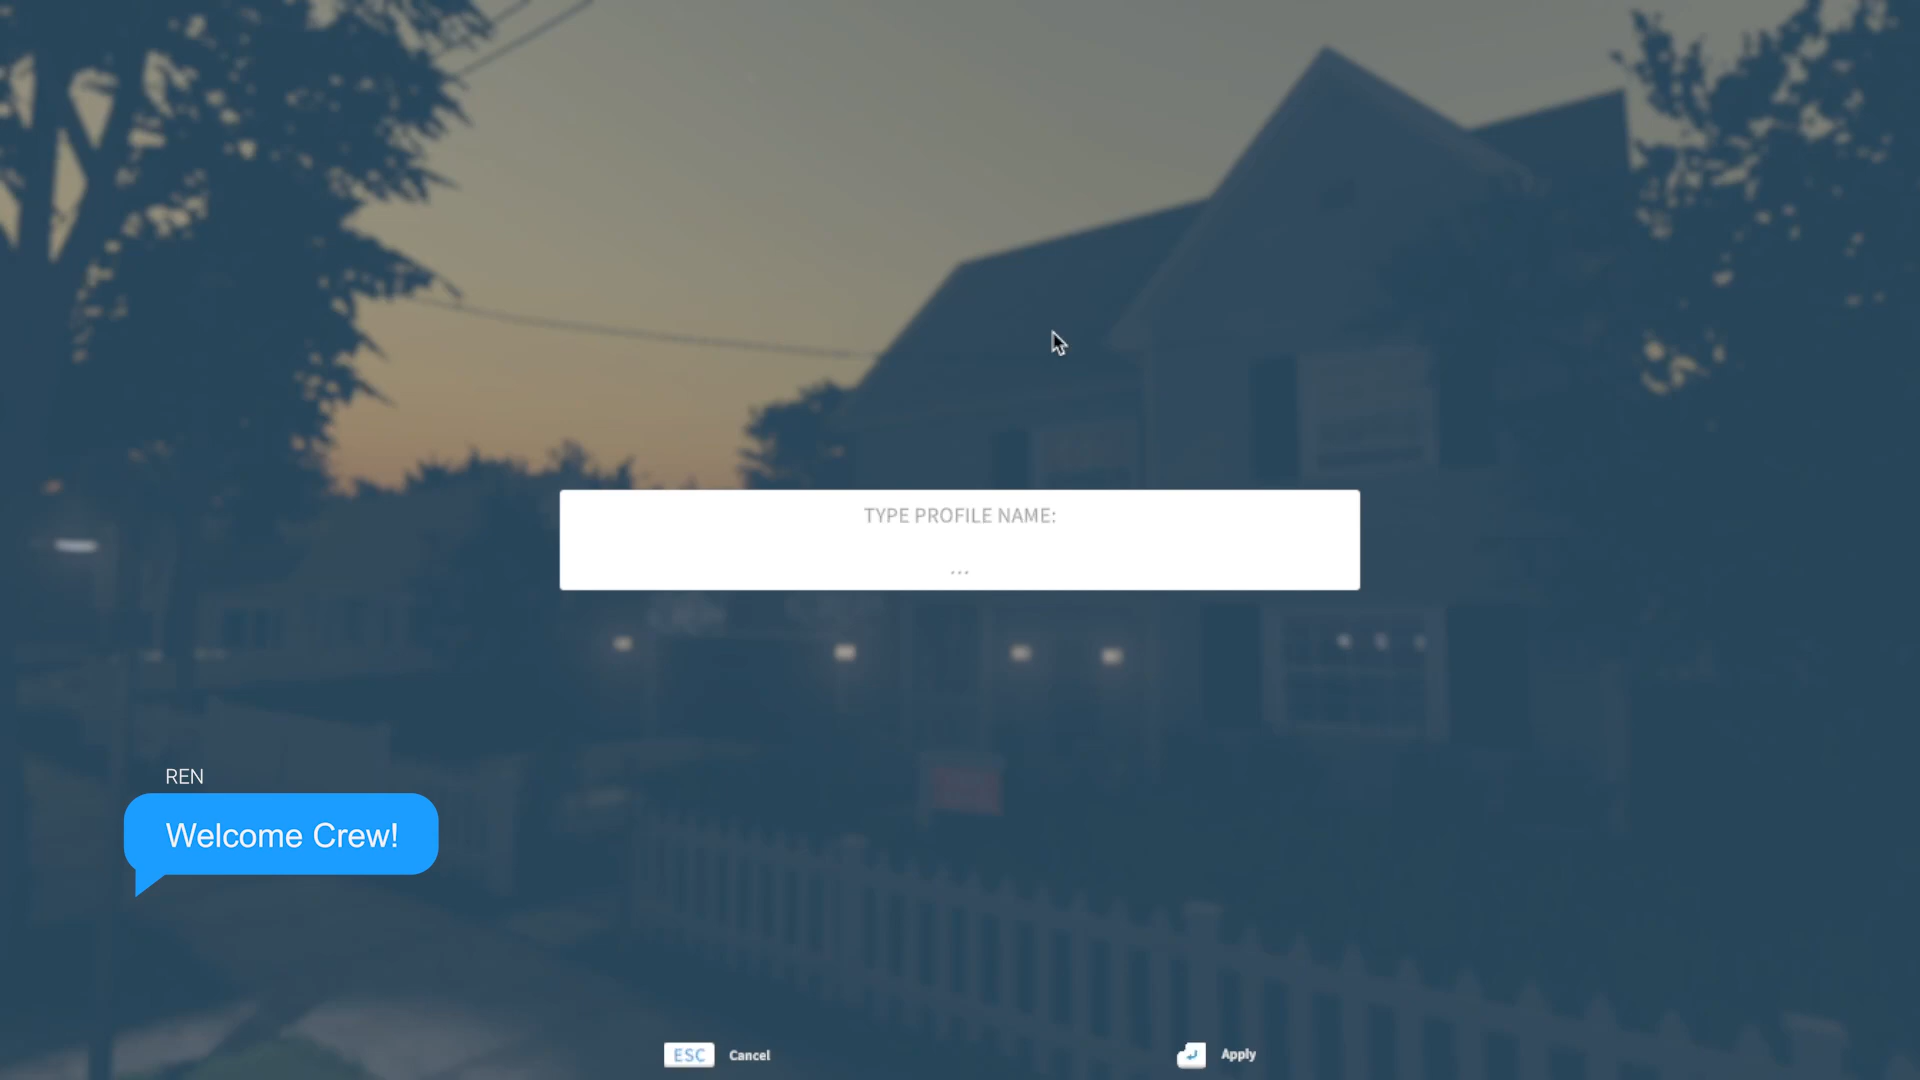 TYPE PROFILE NAME:
...
REN
Welcome Crew!
ESC Cancel
Apply